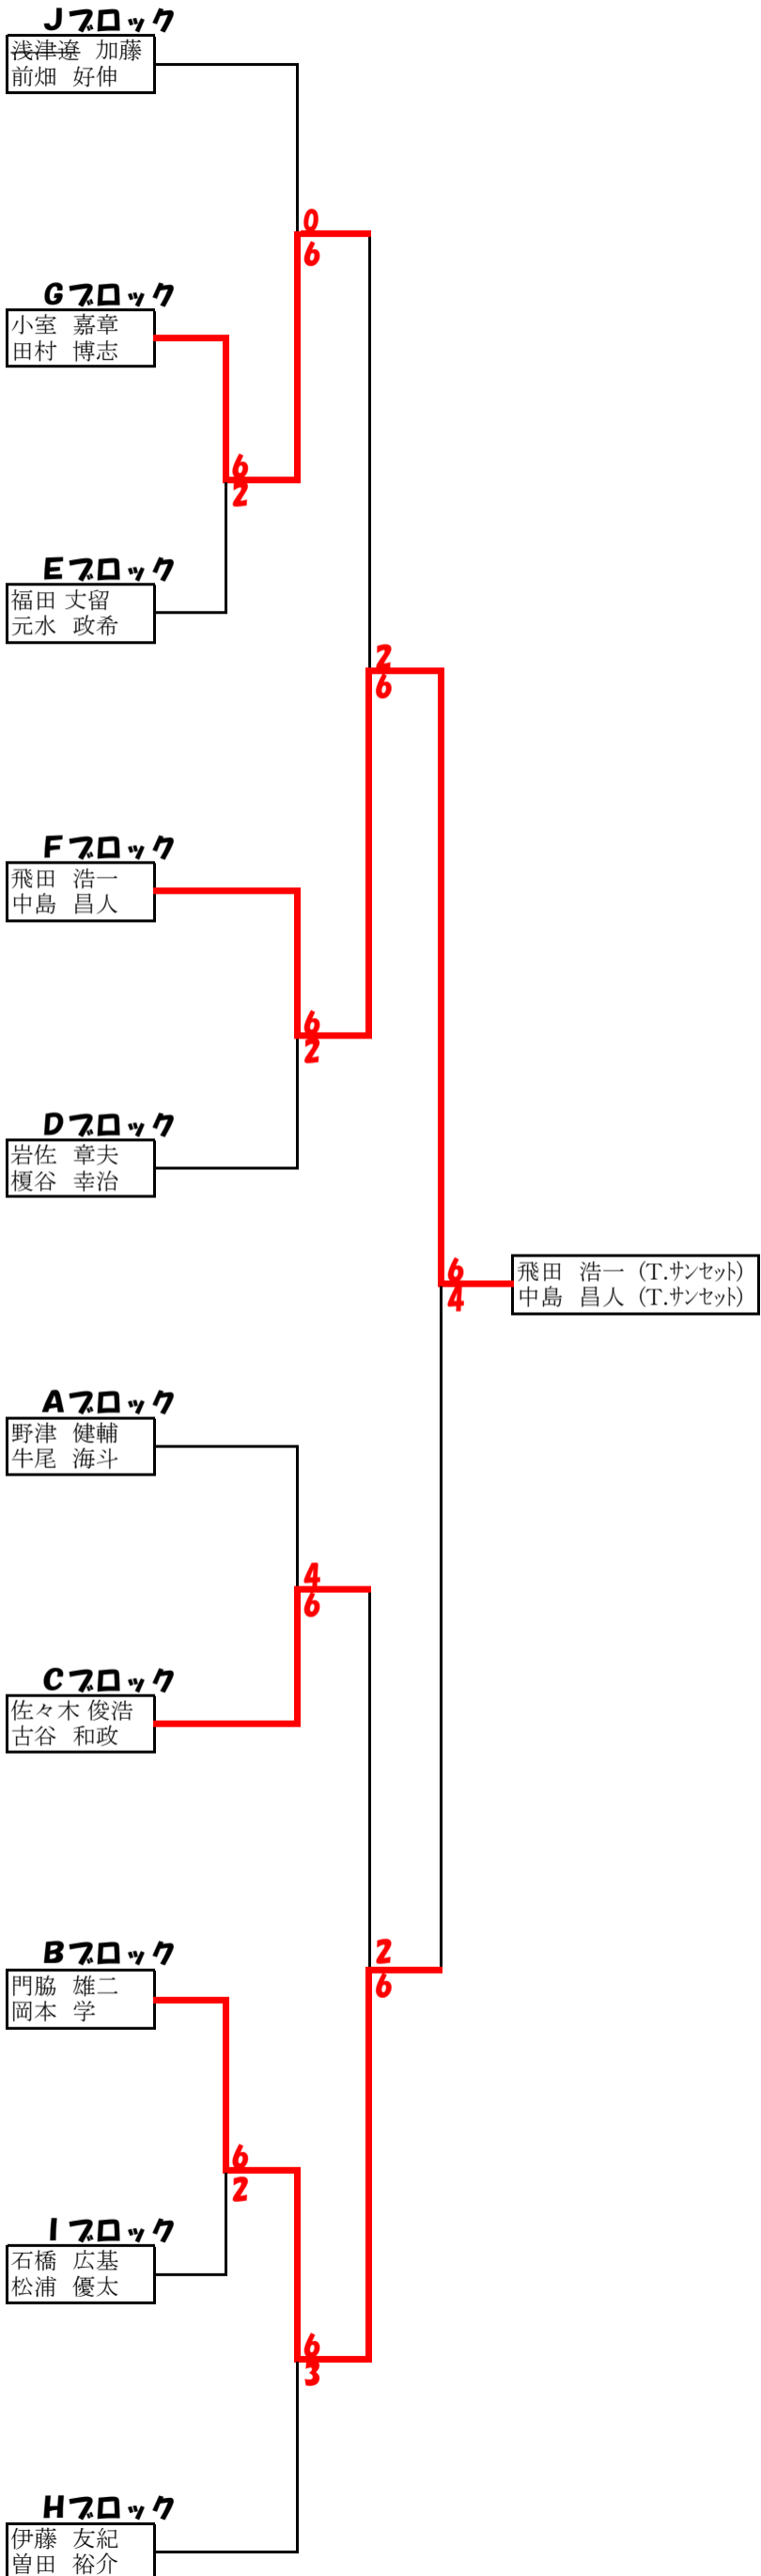 Jブロック
浅津遼 加藤
前畑 好伸
0
6
Gブロック
小室 嘉章
田村 博志
6
2
Eブロック
福田 丈留
元水 政希
2
6
Fブロック
飛田 浩一
中島 昌人
6
2
Dブロック
岩佐 章夫
榎谷 幸治
6
4
飛田 浩一 (T.サンセット)
中島 昌人 (T.サンセット)
Aブロック
野津 健輔
牛尾 海斗
4
6
Cブロック
佐々木 俊浩
古谷 和政
Bブロック
門脇 雄二
岡本 学
2
6
6
2
Iブロック
石橋 広基
松浦 優太
6
3
Hブロック
伊藤 友紀
曽田 裕介